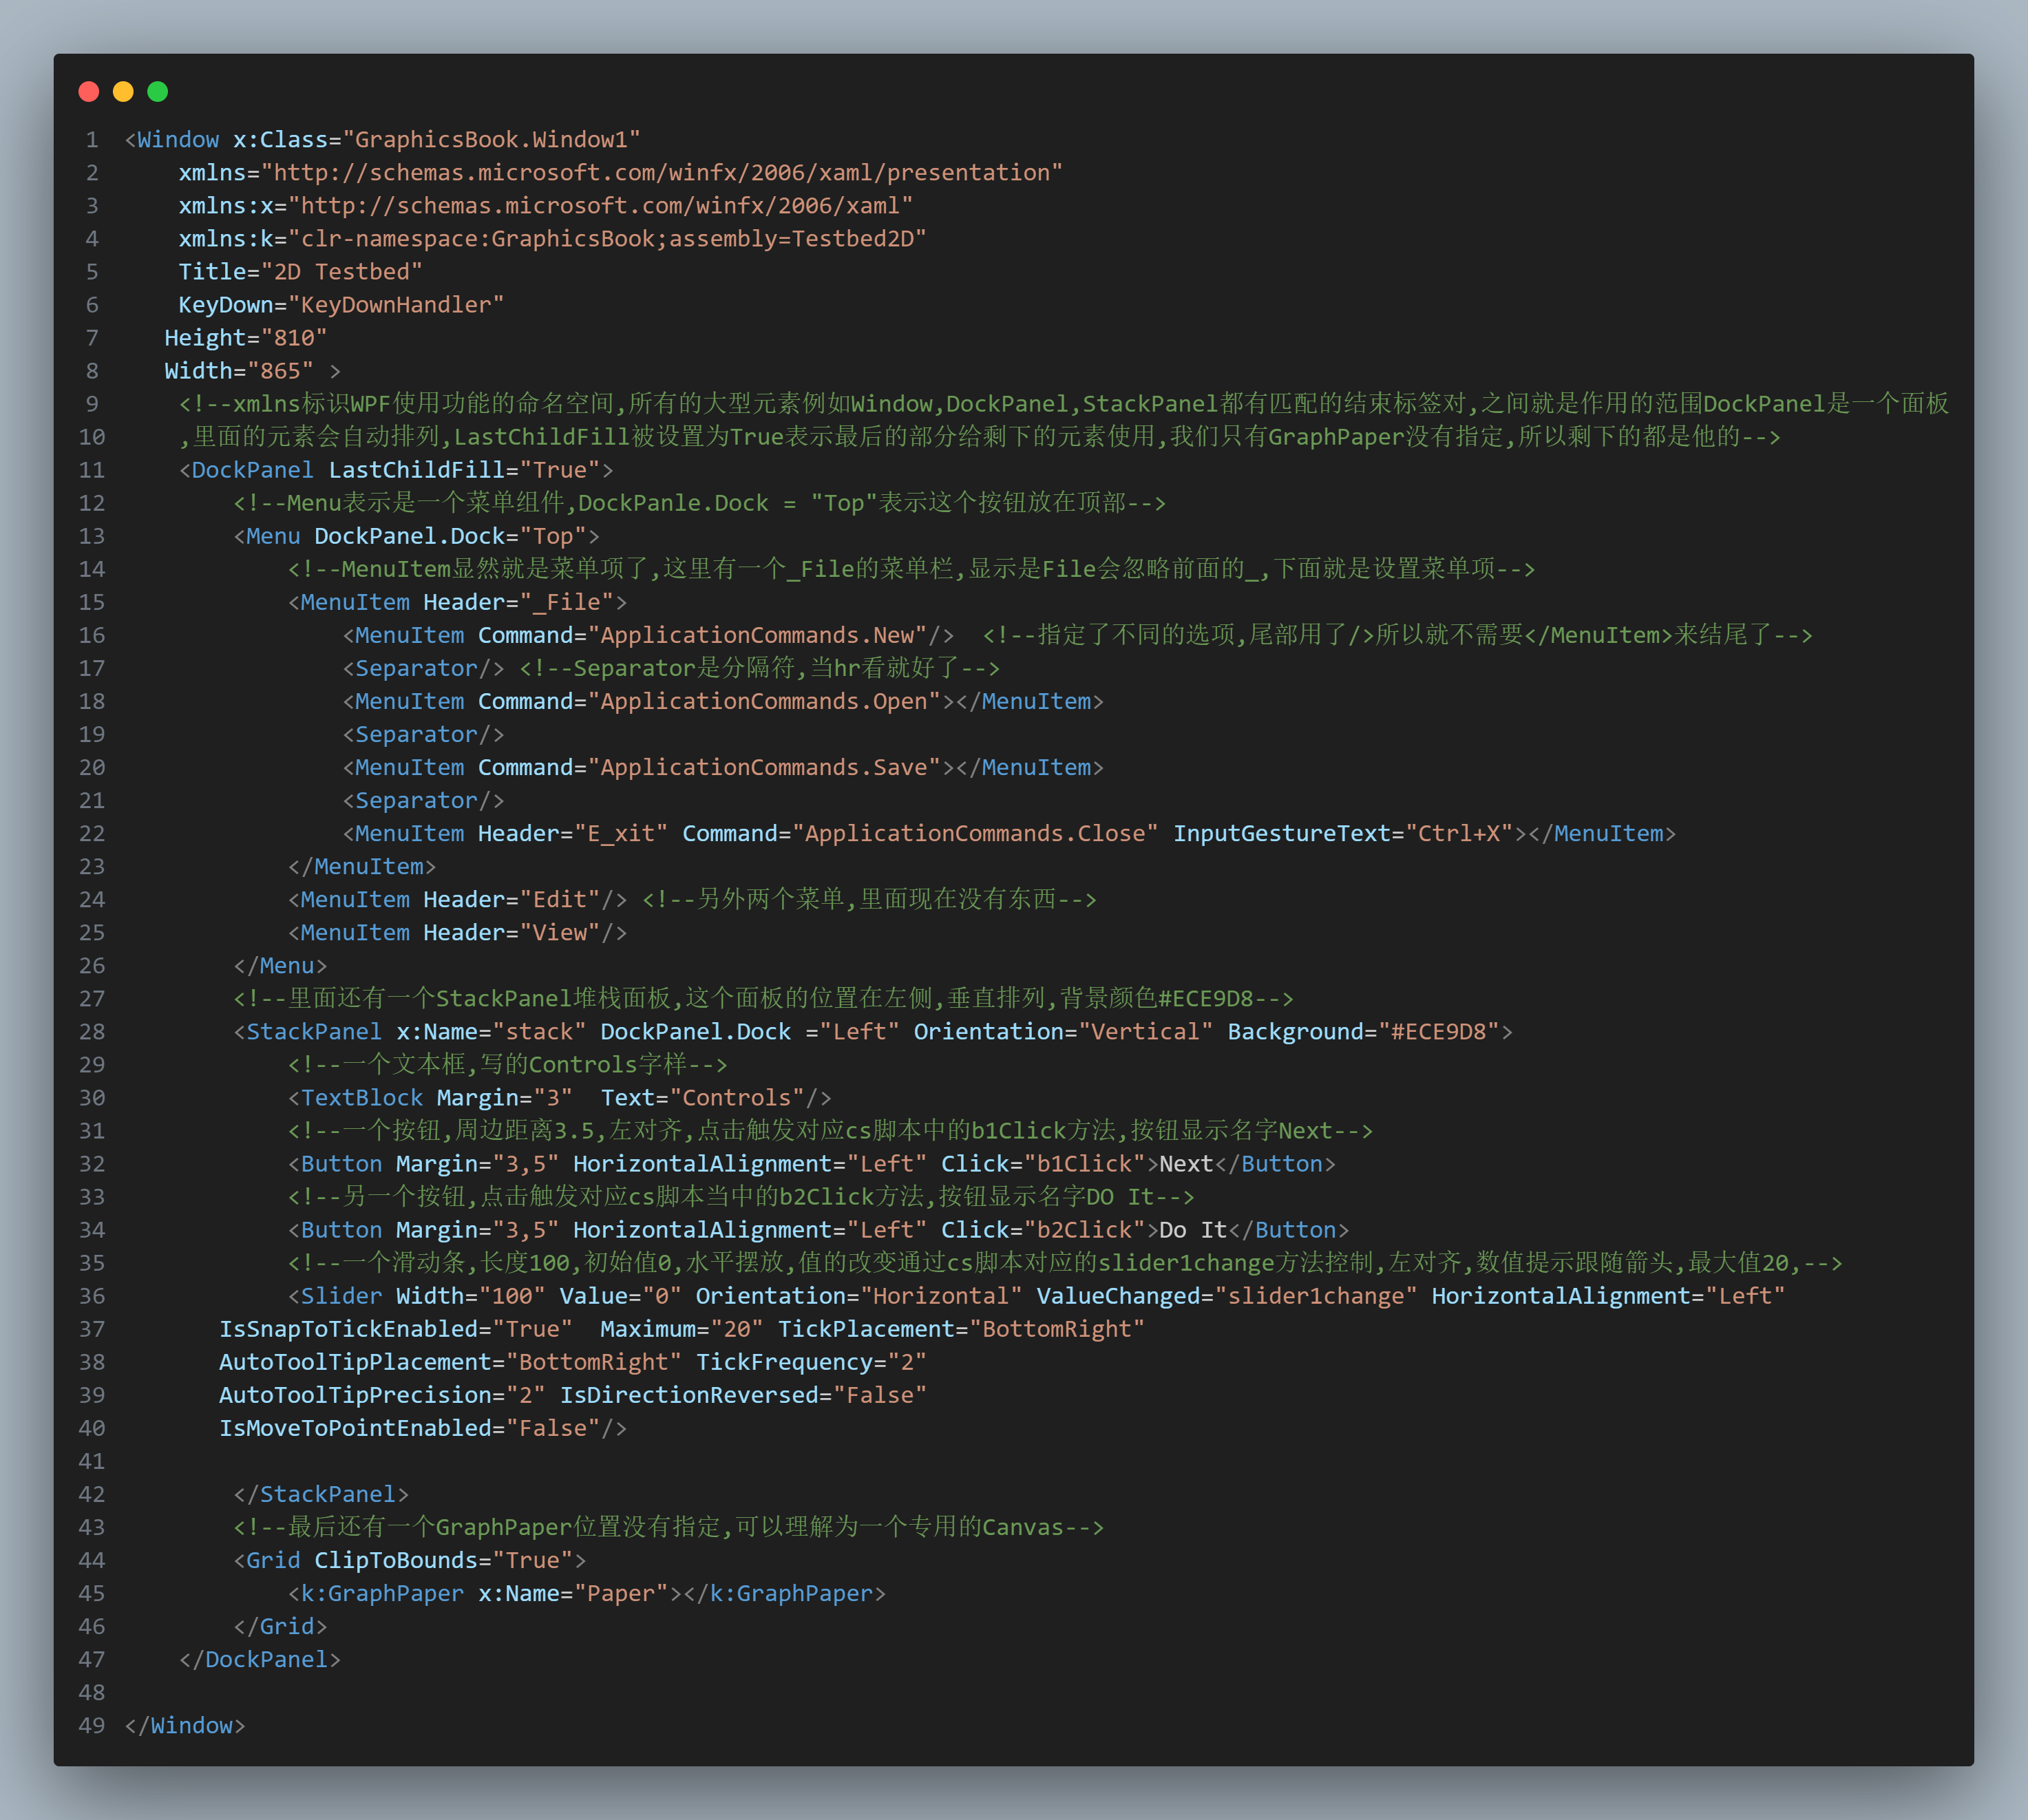 1 <Window x:Class="GraphicsBook.Window1"
2     xmlns="http://schemas.microsoft.com/winfx/2006/xaml/presentation"
3     xmlns:x="http://schemas.microsoft.com/winfx/2006/xaml"
4     xmlns:k="clr-namespace:GraphicsBook;assembly=Testbed2D"
5     Title="2D Testbed"
6     KeyDown="KeyDownHandler"
7    Height="810"
8    Width="865" >
9     <!--xmlns标识WPF使用功能的命名空间,所有的大型元素例如Window,DockPanel,StackPanel都有匹配的结束标签对,之间就是作用的范围DockPanel是一个面板
10     ,里面的元素会自动排列,LastChildFill被设置为True表示最后的部分给剩下的元素使用,我们只有GraphPaper没有指定,所以剩下的都是他的-->
11     <DockPanel LastChildFill="True">
12         <!--Menu表示是一个菜单组件,DockPanle.Dock = "Top"表示这个按钮放在顶部-->
13         <Menu DockPanel.Dock="Top">
14             <!--MenuItem显然就是菜单项了,这里有一个_File的菜单栏,显示是File会忽略前面的_,下面就是设置菜单项-->
15             <MenuItem Header="_File">
16                 <MenuItem Command="ApplicationCommands.New"/>  <!--指定了不同的选项,尾部用了/>所以就不需要</MenuItem>来结尾了-->
17                 <Separator/> <!--Separator是分隔符,当hr看就好了-->
18                 <MenuItem Command="ApplicationCommands.Open"></MenuItem>
19                 <Separator/>
20                 <MenuItem Command="ApplicationCommands.Save"></MenuItem>
21                 <Separator/>
22                 <MenuItem Header="E_xit" Command="ApplicationCommands.Close" InputGestureText="Ctrl+X"></MenuItem>
23             </MenuItem>
24             <MenuItem Header="Edit"/> <!--另外两个菜单,里面现在没有东西-->
25             <MenuItem Header="View"/>
26         </Menu>
27         <!--里面还有一个StackPanel堆栈面板,这个面板的位置在左侧,垂直排列,背景颜色#ECE9D8-->
28         <StackPanel x:Name="stack" DockPanel.Dock ="Left" Orientation="Vertical" Background="#ECE9D8">
29             <!--一个文本框,写的Controls字样-->
30             <TextBlock Margin="3"  Text="Controls"/>
31             <!--一个按钮,周边距离3.5,左对齐,点击触发对应cs脚本中的b1Click方法,按钮显示名字Next-->
32             <Button Margin="3,5" HorizontalAlignment="Left" Click="b1Click">Next</Button>
33             <!--另一个按钮,点击触发对应cs脚本当中的b2Click方法,按钮显示名字DO It-->
34             <Button Margin="3,5" HorizontalAlignment="Left" Click="b2Click">Do It</Button>
35             <!--一个滑动条,长度100,初始值0,水平摆放,值的改变通过cs脚本对应的slider1change方法控制,左对齐,数值提示跟随箭头,最大值20,-->
36             <Slider Width="100" Value="0" Orientation="Horizontal" ValueChanged="slider1change" HorizontalAlignment="Left"
37        IsSnapToTickEnabled="True"  Maximum="20" TickPlacement="BottomRight"
38        AutoToolTipPlacement="BottomRight" TickFrequency="2"
39        AutoToolTipPrecision="2" IsDirectionReversed="False"
40        IsMoveToPointEnabled="False"/>
41
42         </StackPanel>
43         <!--最后还有一个GraphPaper位置没有指定,可以理解为一个专用的Canvas-->
44         <Grid ClipToBounds="True">
45             <k:GraphPaper x:Name="Paper"></k:GraphPaper>
46         </Grid>
47     </DockPanel>
48
49 </Window>